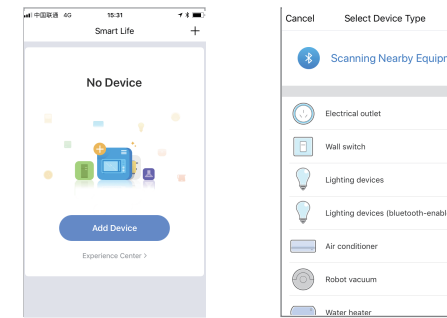 中国联通 4G 15:31
Smart Life +
No Device
Add Device
Experience Center >
Cancel Select Device Type
Scanning Nearby Equipm
Electrical outlet
Wall switch
Lighting devices
Lighting devices (bluetooth-enabl
Air conditioner
Robot vacuum
Water heater